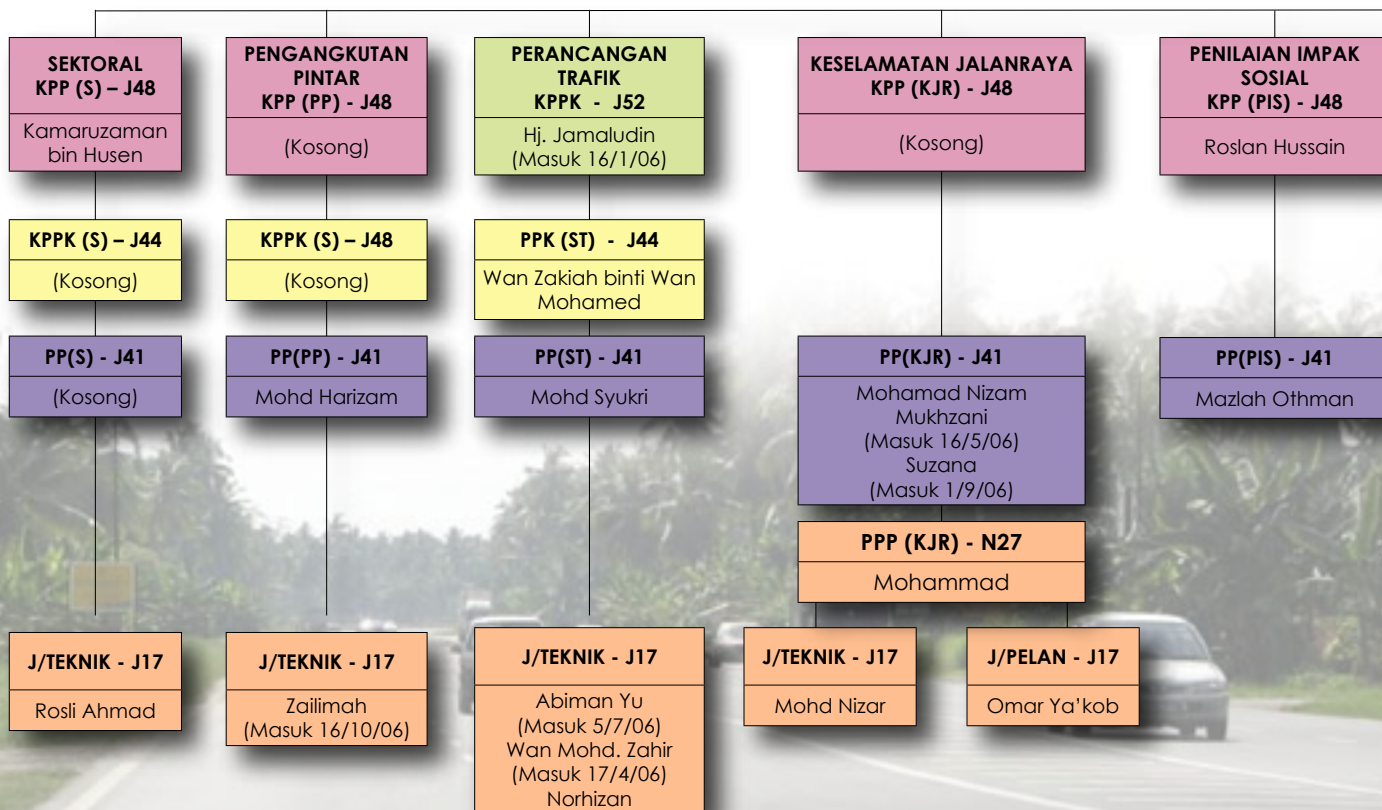 SEKTORAL
KPP (S) – J48
Kamaruzaman
bin Husen
KPPK (S) – J44
(Kosong)
PP(S) - J41
(Kosong)
J/TEKNIK - J17
Rosli Ahmad
PENGANGKUTAN
PINTAR
KPP (PP) - J48
(Kosong)
KPPK (S) – J48
(Kosong)
PP(PP) - J41
Mohd Harizam
J/TEKNIK - J17
Zailimah
(Masuk 16/10/06)
PERANCANGAN
TRAFIK
KPPK - J52
Hj. Jamaludin
(Masuk 16/1/06)
PPK (ST) - J44
Wan Zakiah binti Wan
Mohamed
PP(ST) - J41
Mohd Syukri
J/TEKNIK - J17
Abiman Yu
(Masuk 5/7/06)
Wan Mohd. Zahir
(Masuk 17/4/06)
Norhizan
KESELAMATAN JALANRAYA
KPP (KJR) - J48
(Kosong)
PP(KJR) - J41
Mohamad Nizam
Mukhzani
(Masuk 16/5/06)
Suzana
(Masuk 1/9/06)
PPP (KJR) - N27
Mohammad
J/TEKNIK - J17
Mohd Nizar
J/PELAN - J17
Omar Ya'kob
PENILAIAN IMPAK
SOSIAL
KPP (PIS) - J48
Roslan Hussain
PP(PIS) - J41
Mazlah Othman